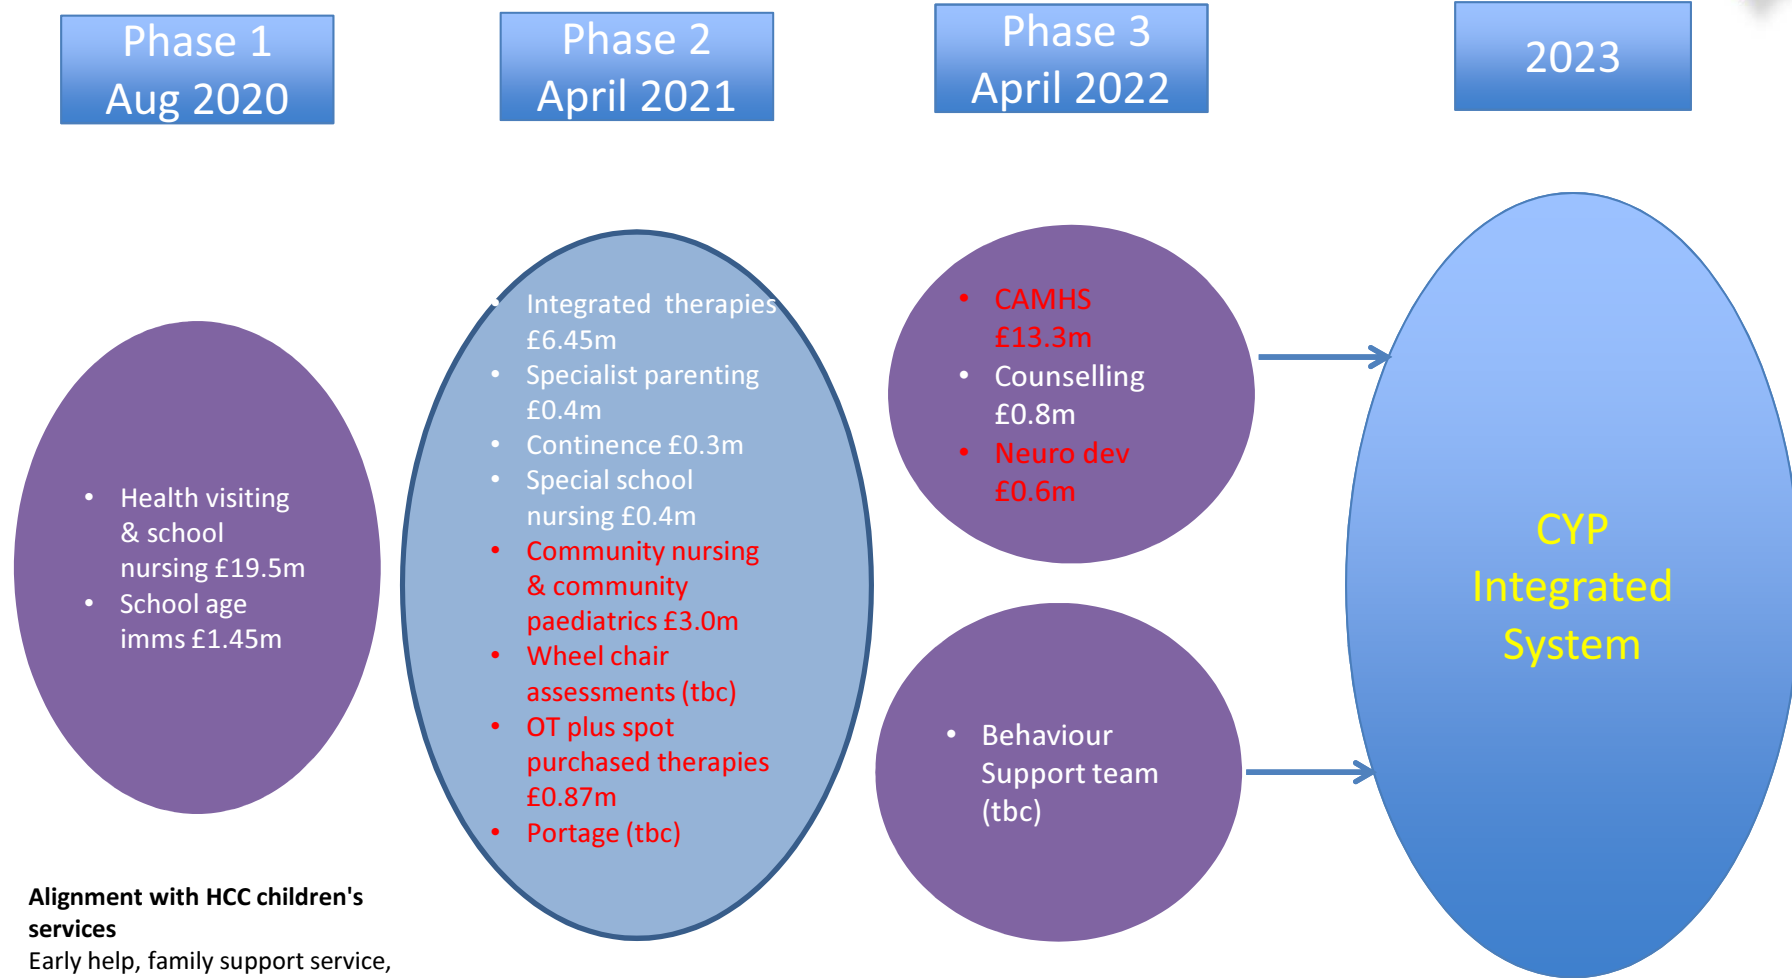 Phase 1
Aug 2020
Phase 2
April 2021
Phase 3
April 2022
2023
• Health visiting
& school
nursing £19.5m
• School age
imms £1.45m
• Integrated therapies
£6.45m
• Specialist parenting
£0.4m
• Continence £0.3m
• Special school
nursing £0.4m
• Community nursing
& community
paediatrics £3.0m
• Wheel chair
assessments (tbc)
• OT plus spot
purchased therapies
£0.87m
• Portage (tbc)
• CAMHS
£13.3m
• Counselling
£0.8m
• Neuro dev
£0.6m
• Behaviour
Support team
(tbc)
CYP
Integrated
System
Alignment with HCC children's
services
Early help, family support service,